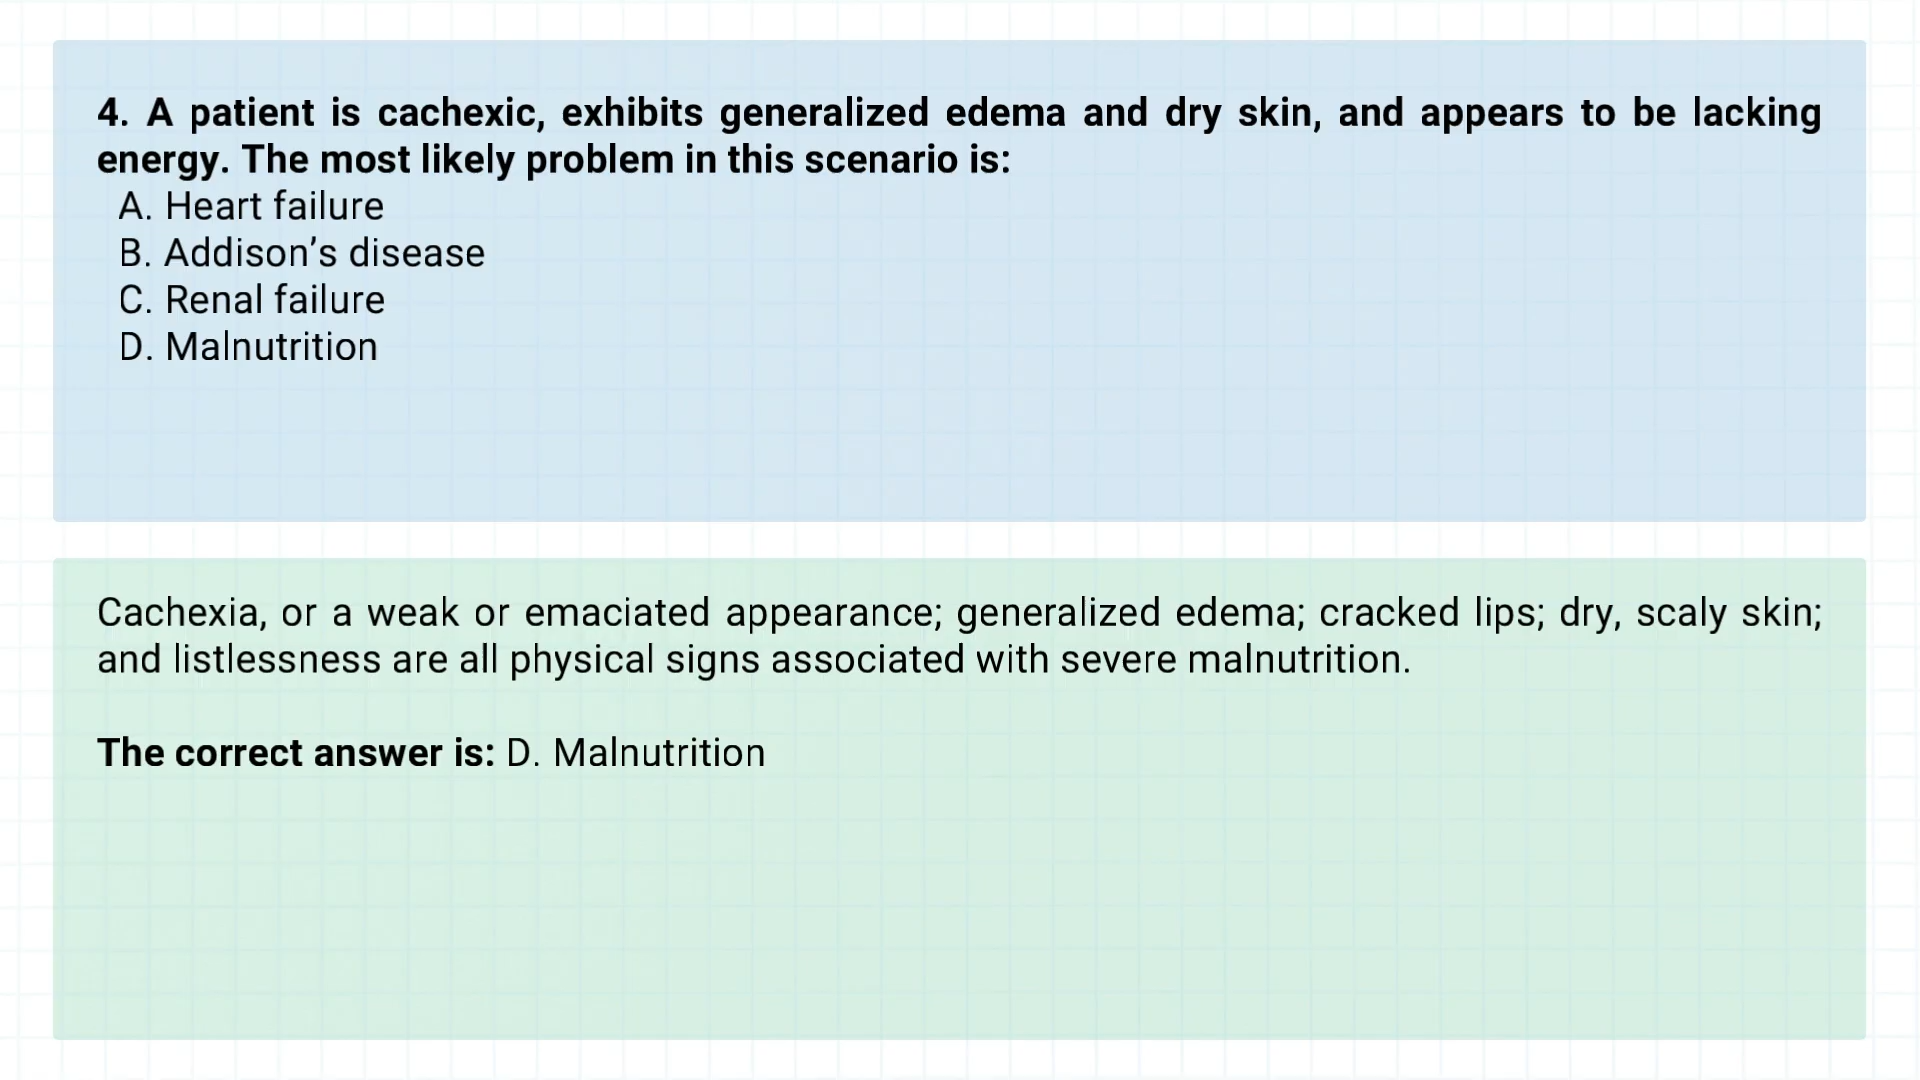 4. A patient is cachexic, exhibits generalized edema and dry skin, and appears to be lacking
energy. The most likely problem in this scenario is:
A. Heart failure
B. Addison’s disease
C. Renal failure
D. Malnutrition
Cachexia, or a weak or emaciated appearance; generalized edema; cracked lips; dry, scaly skin;
and listlessness are all physical signs associated with severe malnutrition.
The correct answer is: D. Malnutrition